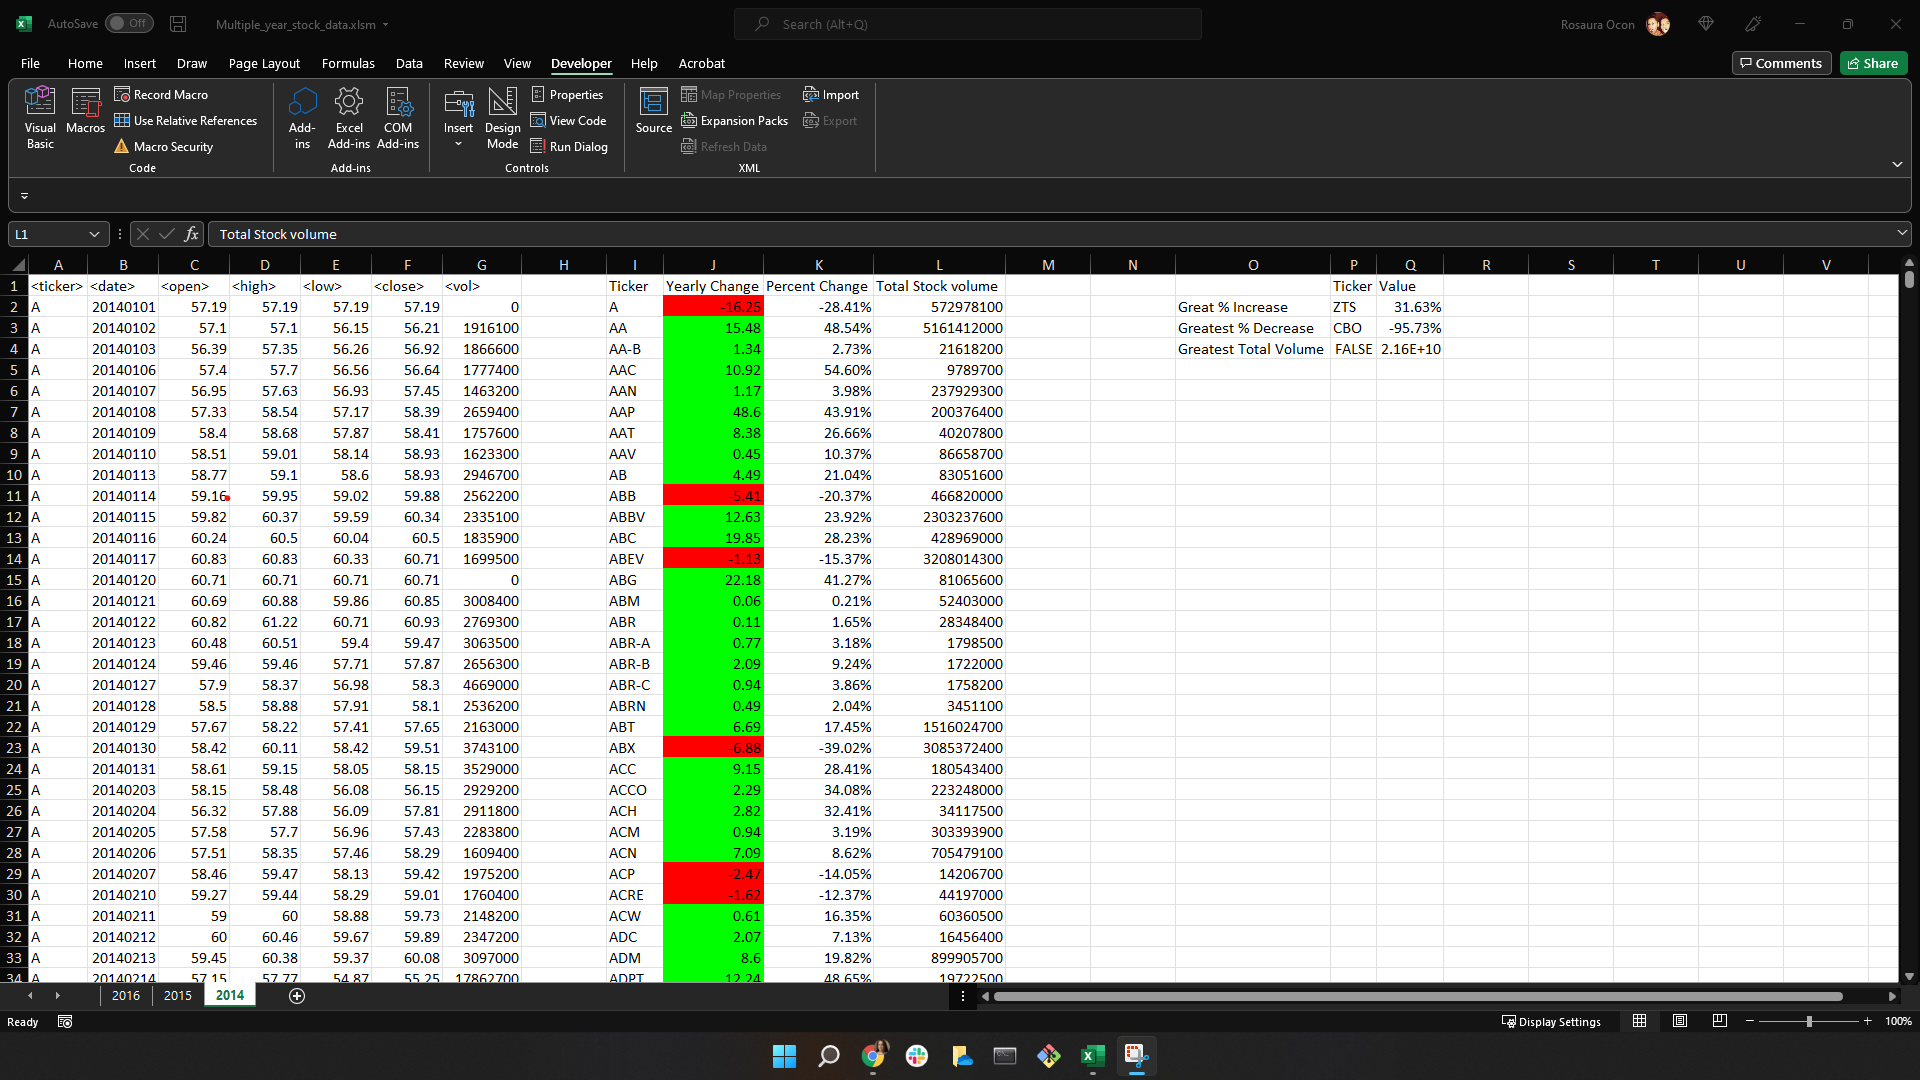 AutoSave Off Multiple_year_stock_data.xlsm Search (Alt+Q) Rosaura Ocon
File Home Insert Draw Page Layout Formulas Data Review View Developer Help Acrobat Comments Share
Visual Basic Macros Record Macro Use Relative References Macro Security Code
Add-ins Excel Add-ins COM Add-ins Add-ins
Insert Design Mode Properties View Code Run Dialog Controls
Source Map Properties Expansion Packs Refresh Data Import Export XML
L1 fx Total Stock volume
A B C D E F G H I J K L M N O P Q R S T U V
1 <ticker> <date> <open> <high> <low> <close> <vol> Ticker Yearly Change Percent Change Total Stock volume Ticker Value
2 A 20140101 57.19 57.19 57.19 57.19 0 A -16.25 -28.41% 572978100 Great % Increase ZTS 31.63%
3 A 20140102 57.1 57.1 56.15 56.21 1916100 AA 15.48 48.54% 5161412000 Greatest % Decrease CBO -95.73%
4 A 20140103 56.39 57.35 56.26 56.92 1866600 AA-B 1.34 2.73% 21618200 Greatest Total Volume FALSE 2.16E+10
5 A 20140106 57.4 57.7 56.56 56.64 1777400 AAC 10.92 54.60% 9789700
6 A 20140107 56.95 57.63 56.93 57.45 1463200 AAN 1.17 3.98% 237929300
7 A 20140108 57.33 58.54 57.17 58.39 2659400 AAP 48.6 43.91% 200376400
8 A 20140109 58.4 58.68 57.87 58.41 1757600 AAT 8.38 26.66% 40207800
9 A 20140110 58.51 59.01 58.14 58.93 1623300 AAV 0.45 10.37% 86658700
10 A 20140113 58.77 59.1 58.6 58.93 2946700 AB 4.49 21.04% 83051600
11 A 20140114 59.16 59.95 59.02 59.88 2562200 ABB -5.41 -20.37% 466820000
12 A 20140115 59.82 60.37 59.59 60.34 2335100 ABBV 12.63 23.92% 2303237600
13 A 20140116 60.24 60.5 60.04 60.5 1835900 ABC 19.85 28.23% 428969000
14 A 20140117 60.83 60.83 60.33 60.71 1699500 ABEV -1.13 -15.37% 3208014300
15 A 20140120 60.71 60.71 60.71 60.71 0 ABG 22.18 41.27% 81065600
16 A 20140121 60.69 60.88 59.86 60.85 3008400 ABM 0.06 0.21% 52403000
17 A 20140122 60.82 61.22 60.71 60.93 2769300 ABR 0.11 1.65% 28348400
18 A 20140123 60.48 60.51 59.4 59.47 3063500 ABR-A 0.77 3.18% 1798500
19 A 20140124 59.46 59.46 57.71 57.87 2656300 ABR-B 2.09 9.24% 1722000
20 A 20140127 57.9 58.37 56.98 58.3 4669000 ABR-C 0.94 3.86% 1758200
21 A 20140128 58.5 58.88 57.91 58.1 2536200 ABRN 0.49 2.04% 3451100
22 A 20140129 57.67 58.22 57.41 57.65 2163000 ABT 6.69 17.45% 1516024700
23 A 20140130 58.42 60.11 58.42 59.51 3743100 ABX -6.88 -39.02% 3085372400
24 A 20140131 58.61 59.15 58.05 58.15 3529000 ACC 9.15 28.41% 180543400
25 A 20140203 58.15 58.48 56.08 56.15 2929200 ACCO 2.29 34.08% 223248000
26 A 20140204 56.32 57.88 56.09 57.81 2911800 ACH 2.82 32.41% 34117500
27 A 20140205 57.58 57.7 56.96 57.43 2283800 ACM 0.94 3.19% 303393900
28 A 20140206 57.51 58.35 57.46 58.29 1609400 ACN 7.09 8.62% 705479100
29 A 20140207 58.46 59.47 58.13 59.42 1975200 ACP -2.47 -14.05% 14206700
30 A 20140210 59.27 59.44 58.29 59.01 1760400 ACRE -1.62 -12.37% 44197000
31 A 20140211 59 60 58.88 59.73 2148200 ACW 0.61 16.35% 60360500
32 A 20140212 60 60.46 59.67 59.89 2347200 ADC 2.07 7.13% 16456400
33 A 20140213 59.45 60.38 59.37 60.08 3097000 ADM 8.6 19.82% 899905700
34 A 20140214 57.15 57.77 54.87 55.25 17862700 ADPT 12.24 48.65% 19722500
2016 2015 2014
Ready Display Settings 100%